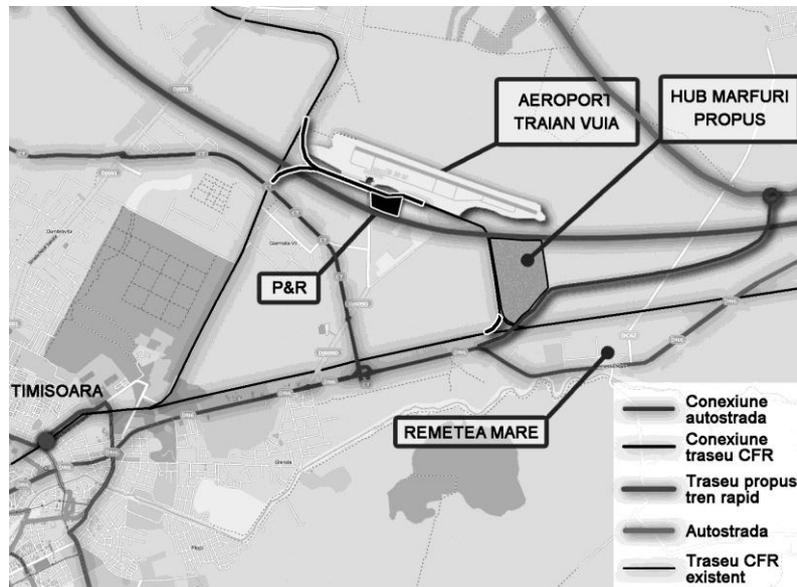 AEROPORT
TRAIAN VUIA
HUB MARFURI
PROPUS
P&R
TIMISOARA
REMETEA MARE
Conexiune
autostrada
Conexiune
traseu CFR
Traseu propus
tren rapid
Autostrada
Traseu CFR
existent